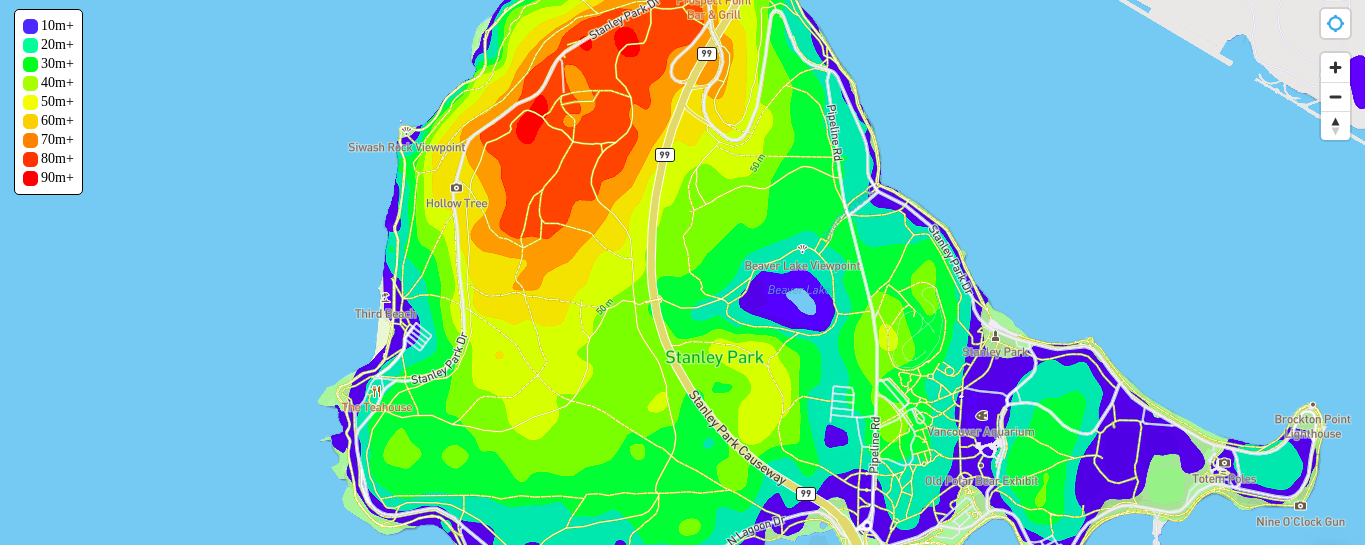 10m+
20m+
30m+
40m+
50m+
60m+
70m+
80m+
90m+
Prospect Point
Bar & Grill
Stanley Park Dr
99
Pipeline Rd
Siwash Rock Viewpoint
99
50 m
Hollow Tree
Stanley Park Dr
Beaver Lake Viewpoint
Beaver Lake
50 m
Third Beach
Stanley Park Dr
Stanley Park
Stanley Park
The Teahouse
Stanley Park Causeway
Pipeline Rd
Vancouver Aquarium
Brockton Point
Lighthouse
Old Polar Bear Exhibit
Totem Poles
99
N Lagoon Dr
Nine O'Clock Gun